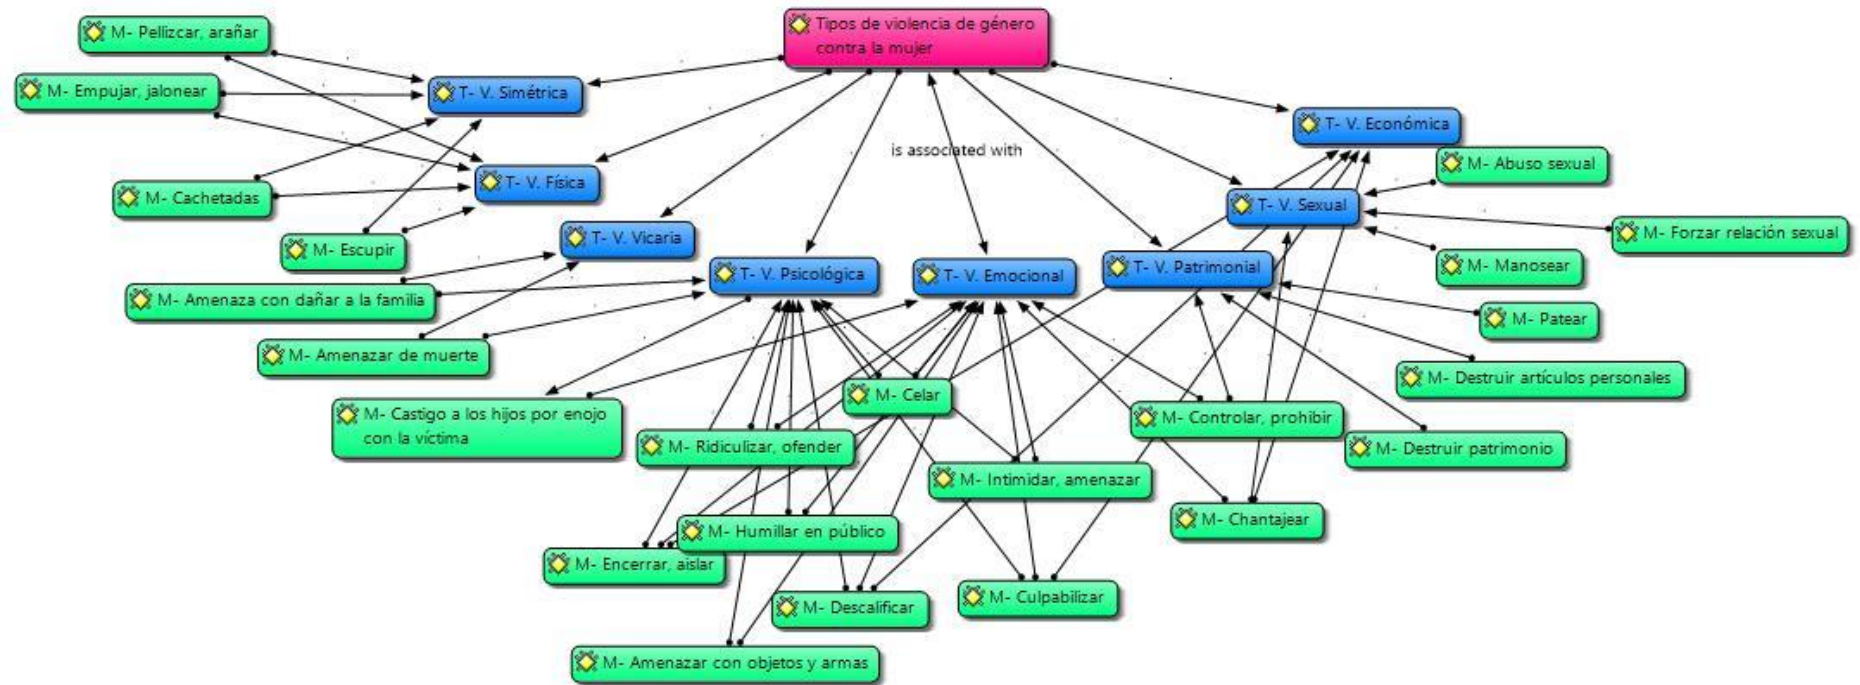 Tipos de violencia de género
contra la mujer
M- Pellizcar, arañar
M- Empujar, jalonear
T- V. Simétrica
T- V. Económica
is associated with
M- Abuso sexual
T- V. Física
M- Cachetadas
T- V. Sexual
M- Forzar relación sexual
T- V. Vicaria
M- Escupir
T- V. Psicológica
T- V. Emocional
T- V. Patrimonial
M- Manosear
M- Amenaza con dañar a la familia
M- Patear
M- Amenazar de muerte
M- Destruir artículos personales
M- Celar
M- Castigo a los hijos por enojo
con la víctima
M- Controlar, prohibir
M- Ridiculizar, ofender
M- Destruir patrimonio
M- Intimidar, amenazar
M- Chantajear
M- Humillar en público
M- Encerrar, aislar
M- Descalificar
M- Culpabilizar
M- Amenazar con objetos y armas